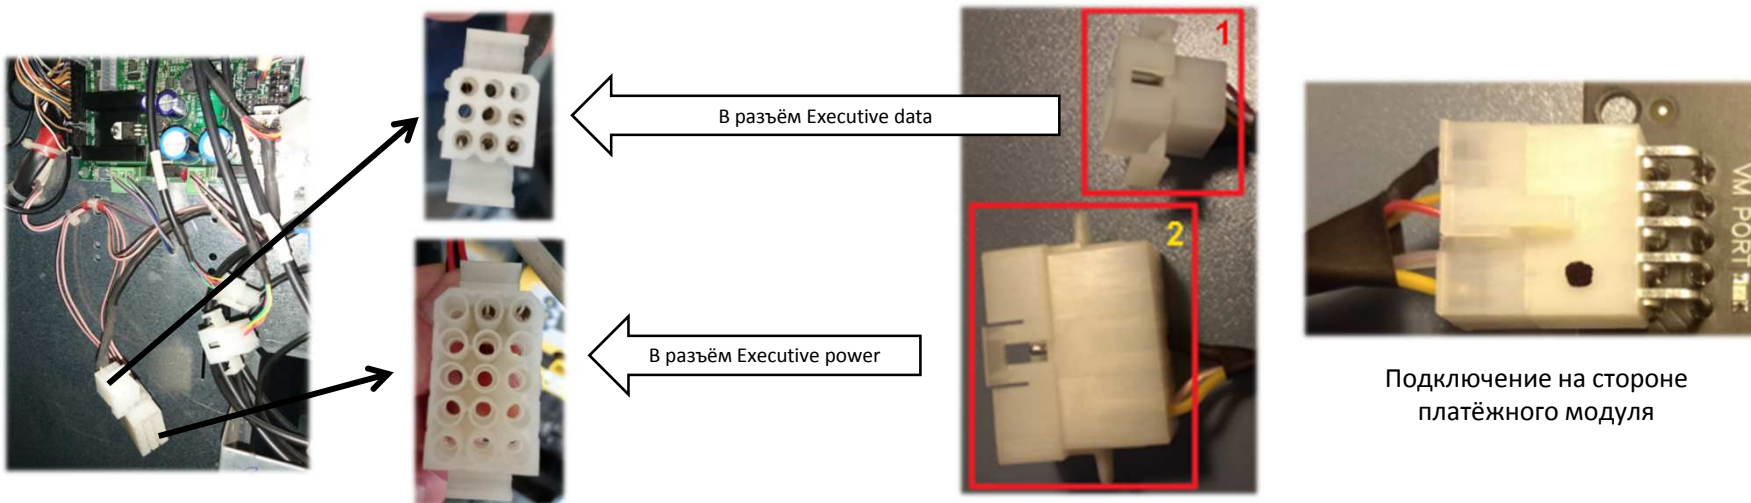 1
В разъём Executive data
2
VM PORT
В разъём Executive power
Подключение на стороне
платёжного модуля